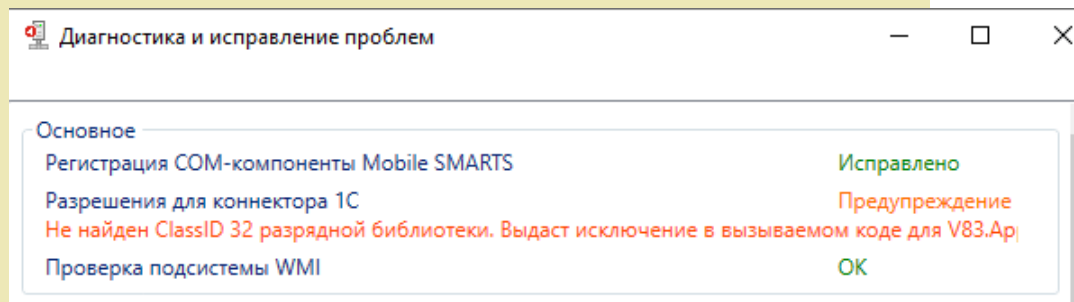 Диагностика и исправление проблем
Основное
Регистрация COM-компоненты Mobile SMARTS Исправлено
Разрешения для коннектора 1С Предупреждение
Не найден ClassID 32 разрядной библиотеки. Выдаст исключение в вызываемом коде для V83.Ap
Проверка подсистемы WMI OK